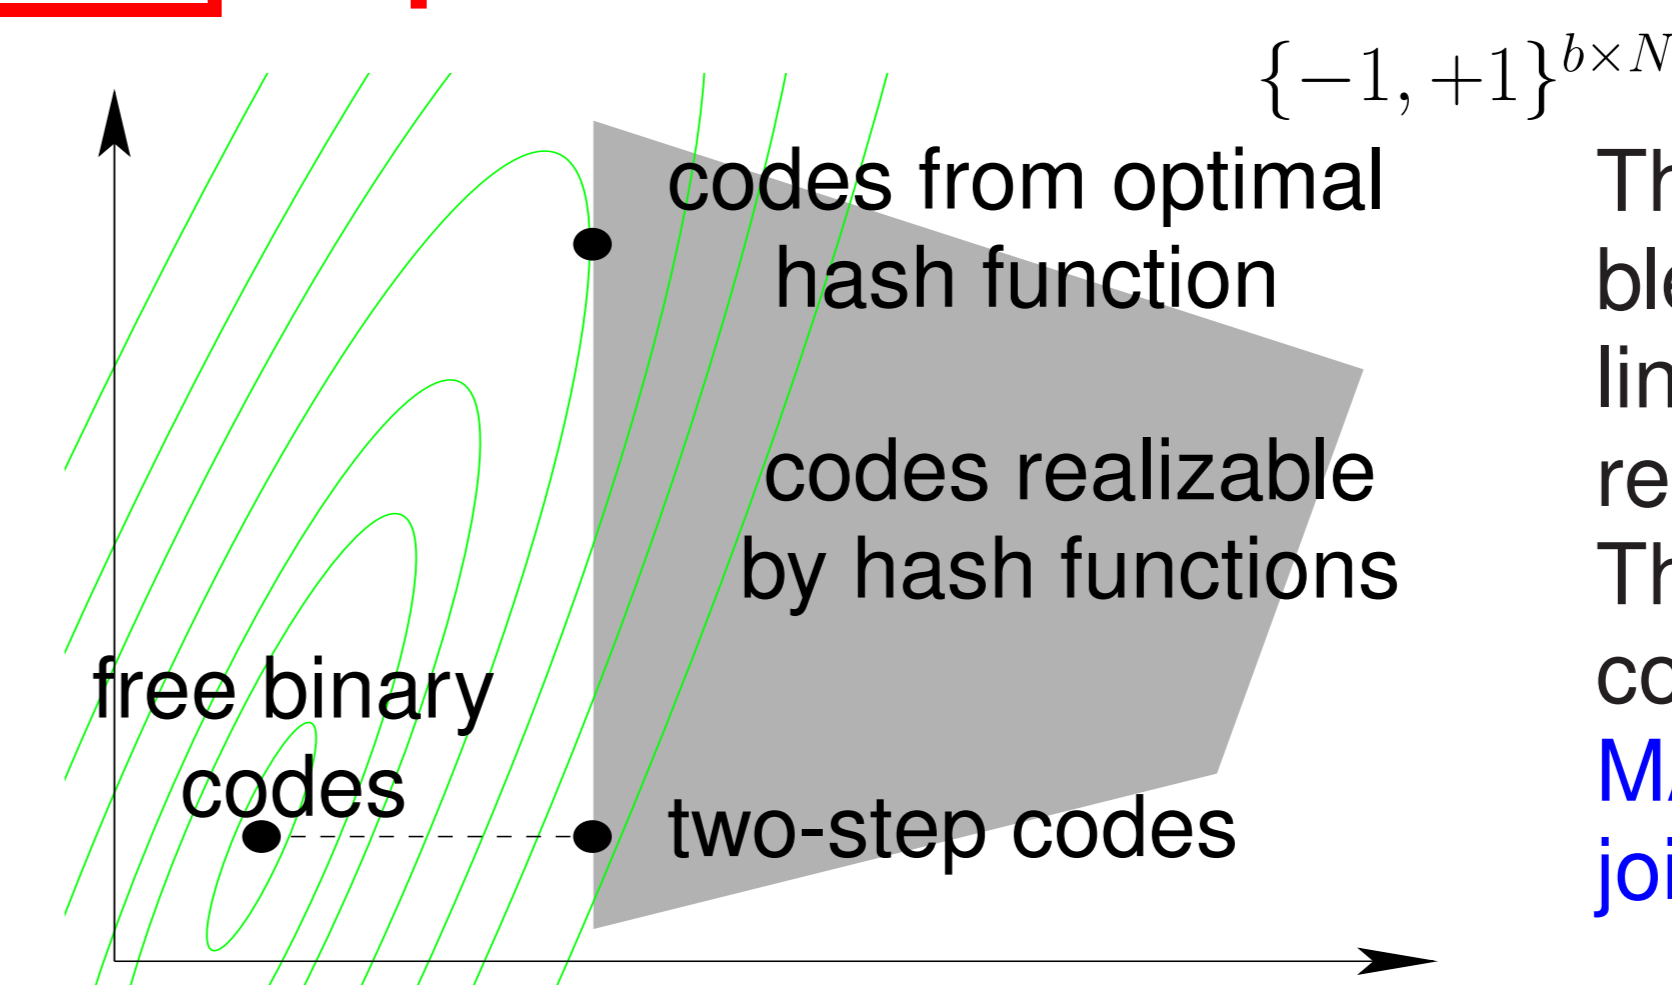 {−1, +1}^{b×N}
codes from optimal
hash function
codes realizable
by hash functions
free binary
codes
two-step codes